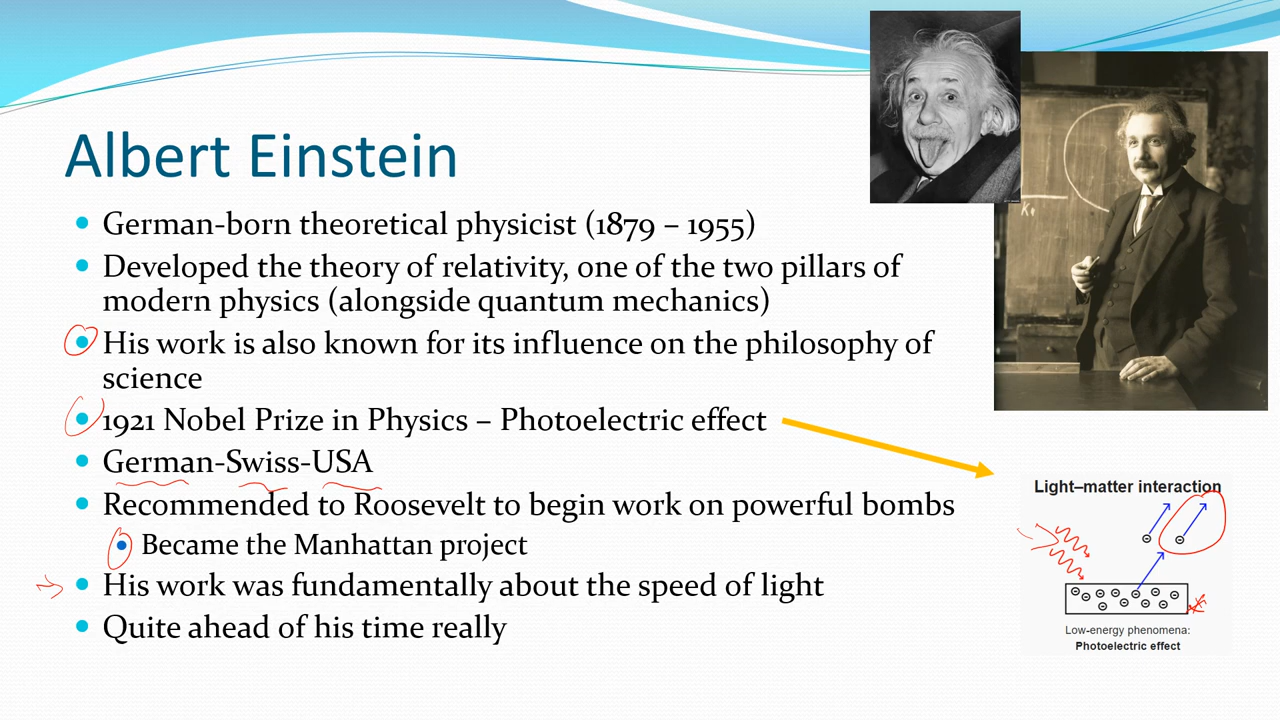 Albert Einstein
German-born theoretical physicist (1879 – 1955)
Developed the theory of relativity, one of the two pillars of
modern physics (alongside quantum mechanics)
His work is also known for its influence on the philosophy of
science
1921 Nobel Prize in Physics – Photoelectric effect
German-Swiss-USA
Recommended to Roosevelt to begin work on powerful bombs
Became the Manhattan project
His work was fundamentally about the speed of light
Quite ahead of his time really
Light–matter interaction
Low-energy phenomena:
Photoelectric effect